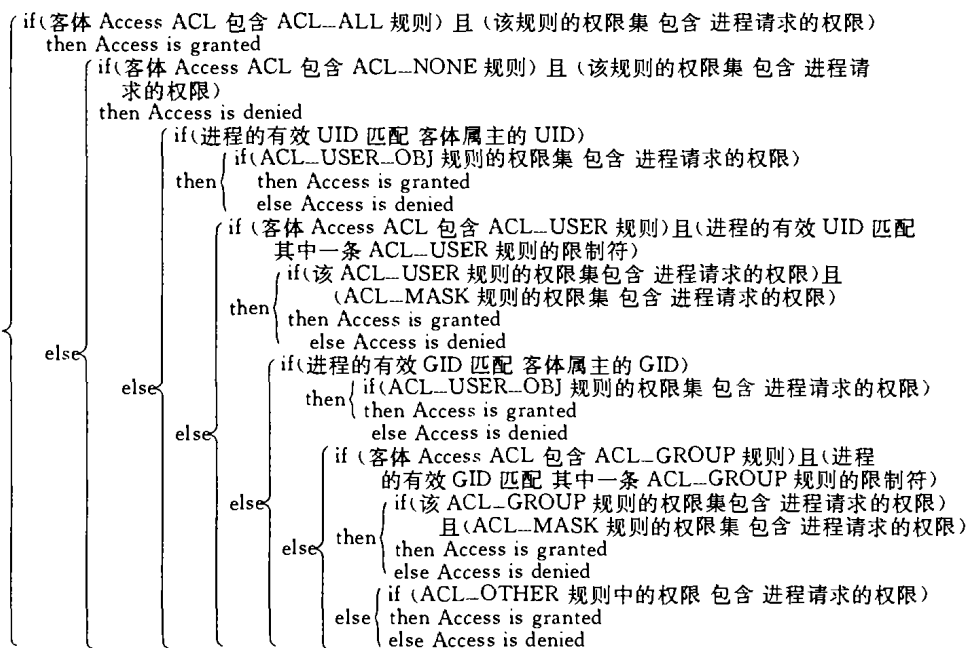 if(客体 Access ACL 包含 ACL_ALL 规则) 且 (该规则的权限集 包含 进程请求的权限)
then Access is granted
if(客体 Access ACL 包含 ACL_NONE 规则) 且 (该规则的权限集 包含 进程请
求的权限)
then Access is denied
if(进程的有效 UID 匹配 客体属主的 UID)
if(ACL_USER_OBJ 规则的权限集 包含 进程请求的权限)
then
then Access is granted
else Access is denied
if (客体 Access ACL 包含 ACL_USER 规则)且(进程的有效 UID 匹配
其中一条 ACL_USER 规则的限制符)
if(该 ACL_USER 规则的权限集包含 进程请求的权限)且
(ACL_MASK 规则的权限集 包含 进程请求的权限)
then
then Access is granted
else Access is denied
else
if(进程的有效 GID 匹配 客体属主的 GID)
else
then
if(ACL_USER_OBJ 规则的权限集 包含 进程请求的权限)
then Access is granted
else Access is denied
else
if (客体 Access ACL 包含 ACL_GROUP 规则)且(进程
的有效 GID 匹配 其中一条 ACL_GROUP 规则的限制符)
else
if(该 ACL_GROUP 规则的权限集包含 进程请求的权限)
且(ACL_MASK 规则的权限集 包含 进程请求的权限)
else
then
then Access is granted
else Access is denied
if (ACL_OTHER 规则中的权限 包含 进程请求的权限)
else
then Access is granted
else Access is denied